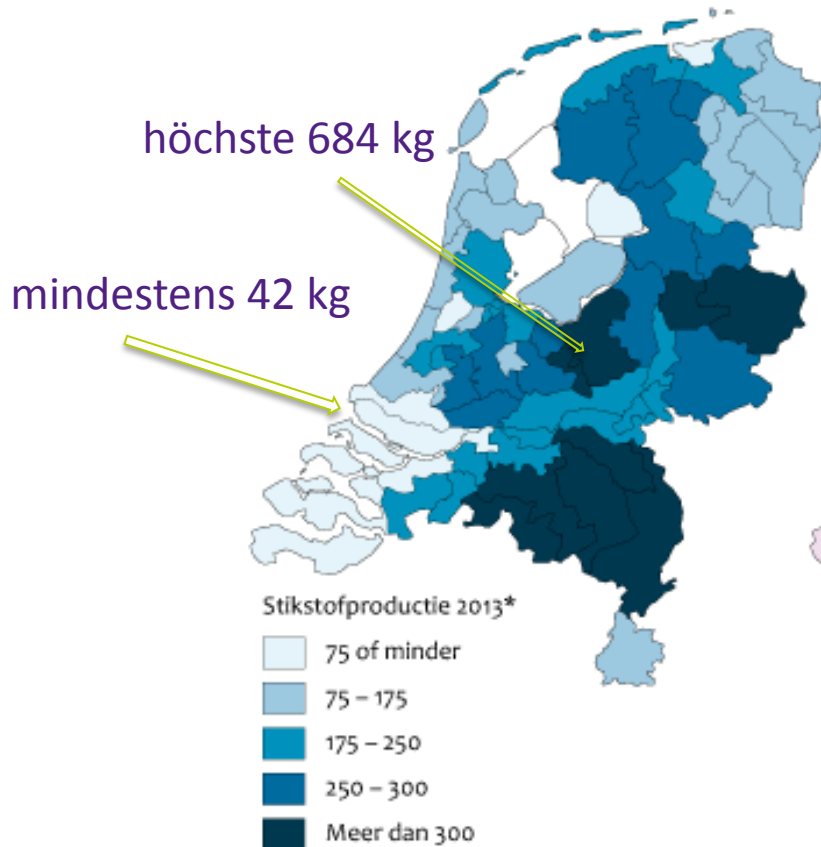 höchste 684 kg
mindestens 42 kg
Stikstofproductie 2013*
75 of minder
75 – 175
175 – 250
250 – 300
Meer dan 300